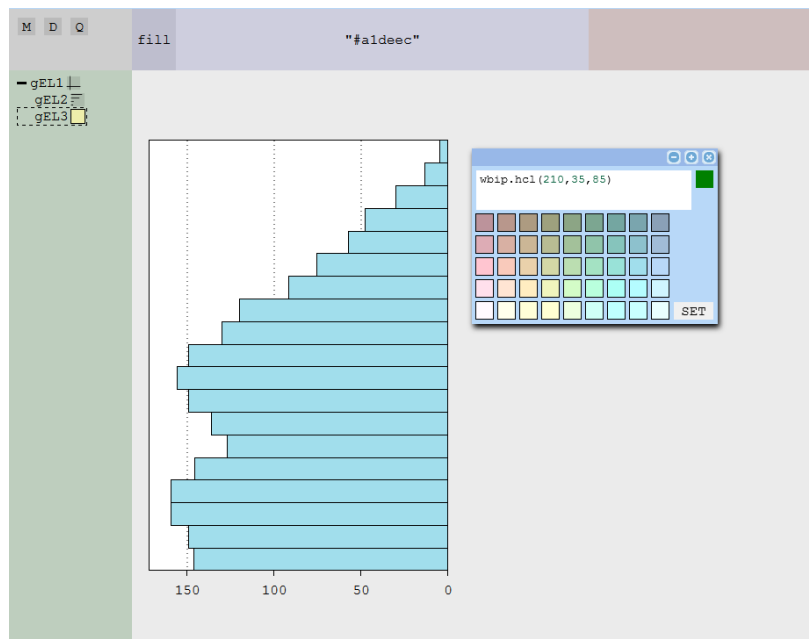 M D Q
fill
"#a1deec"
gEL1
gEL2
gEL3
wbip.hcl(210,35,85)
SET
150 100 50 0